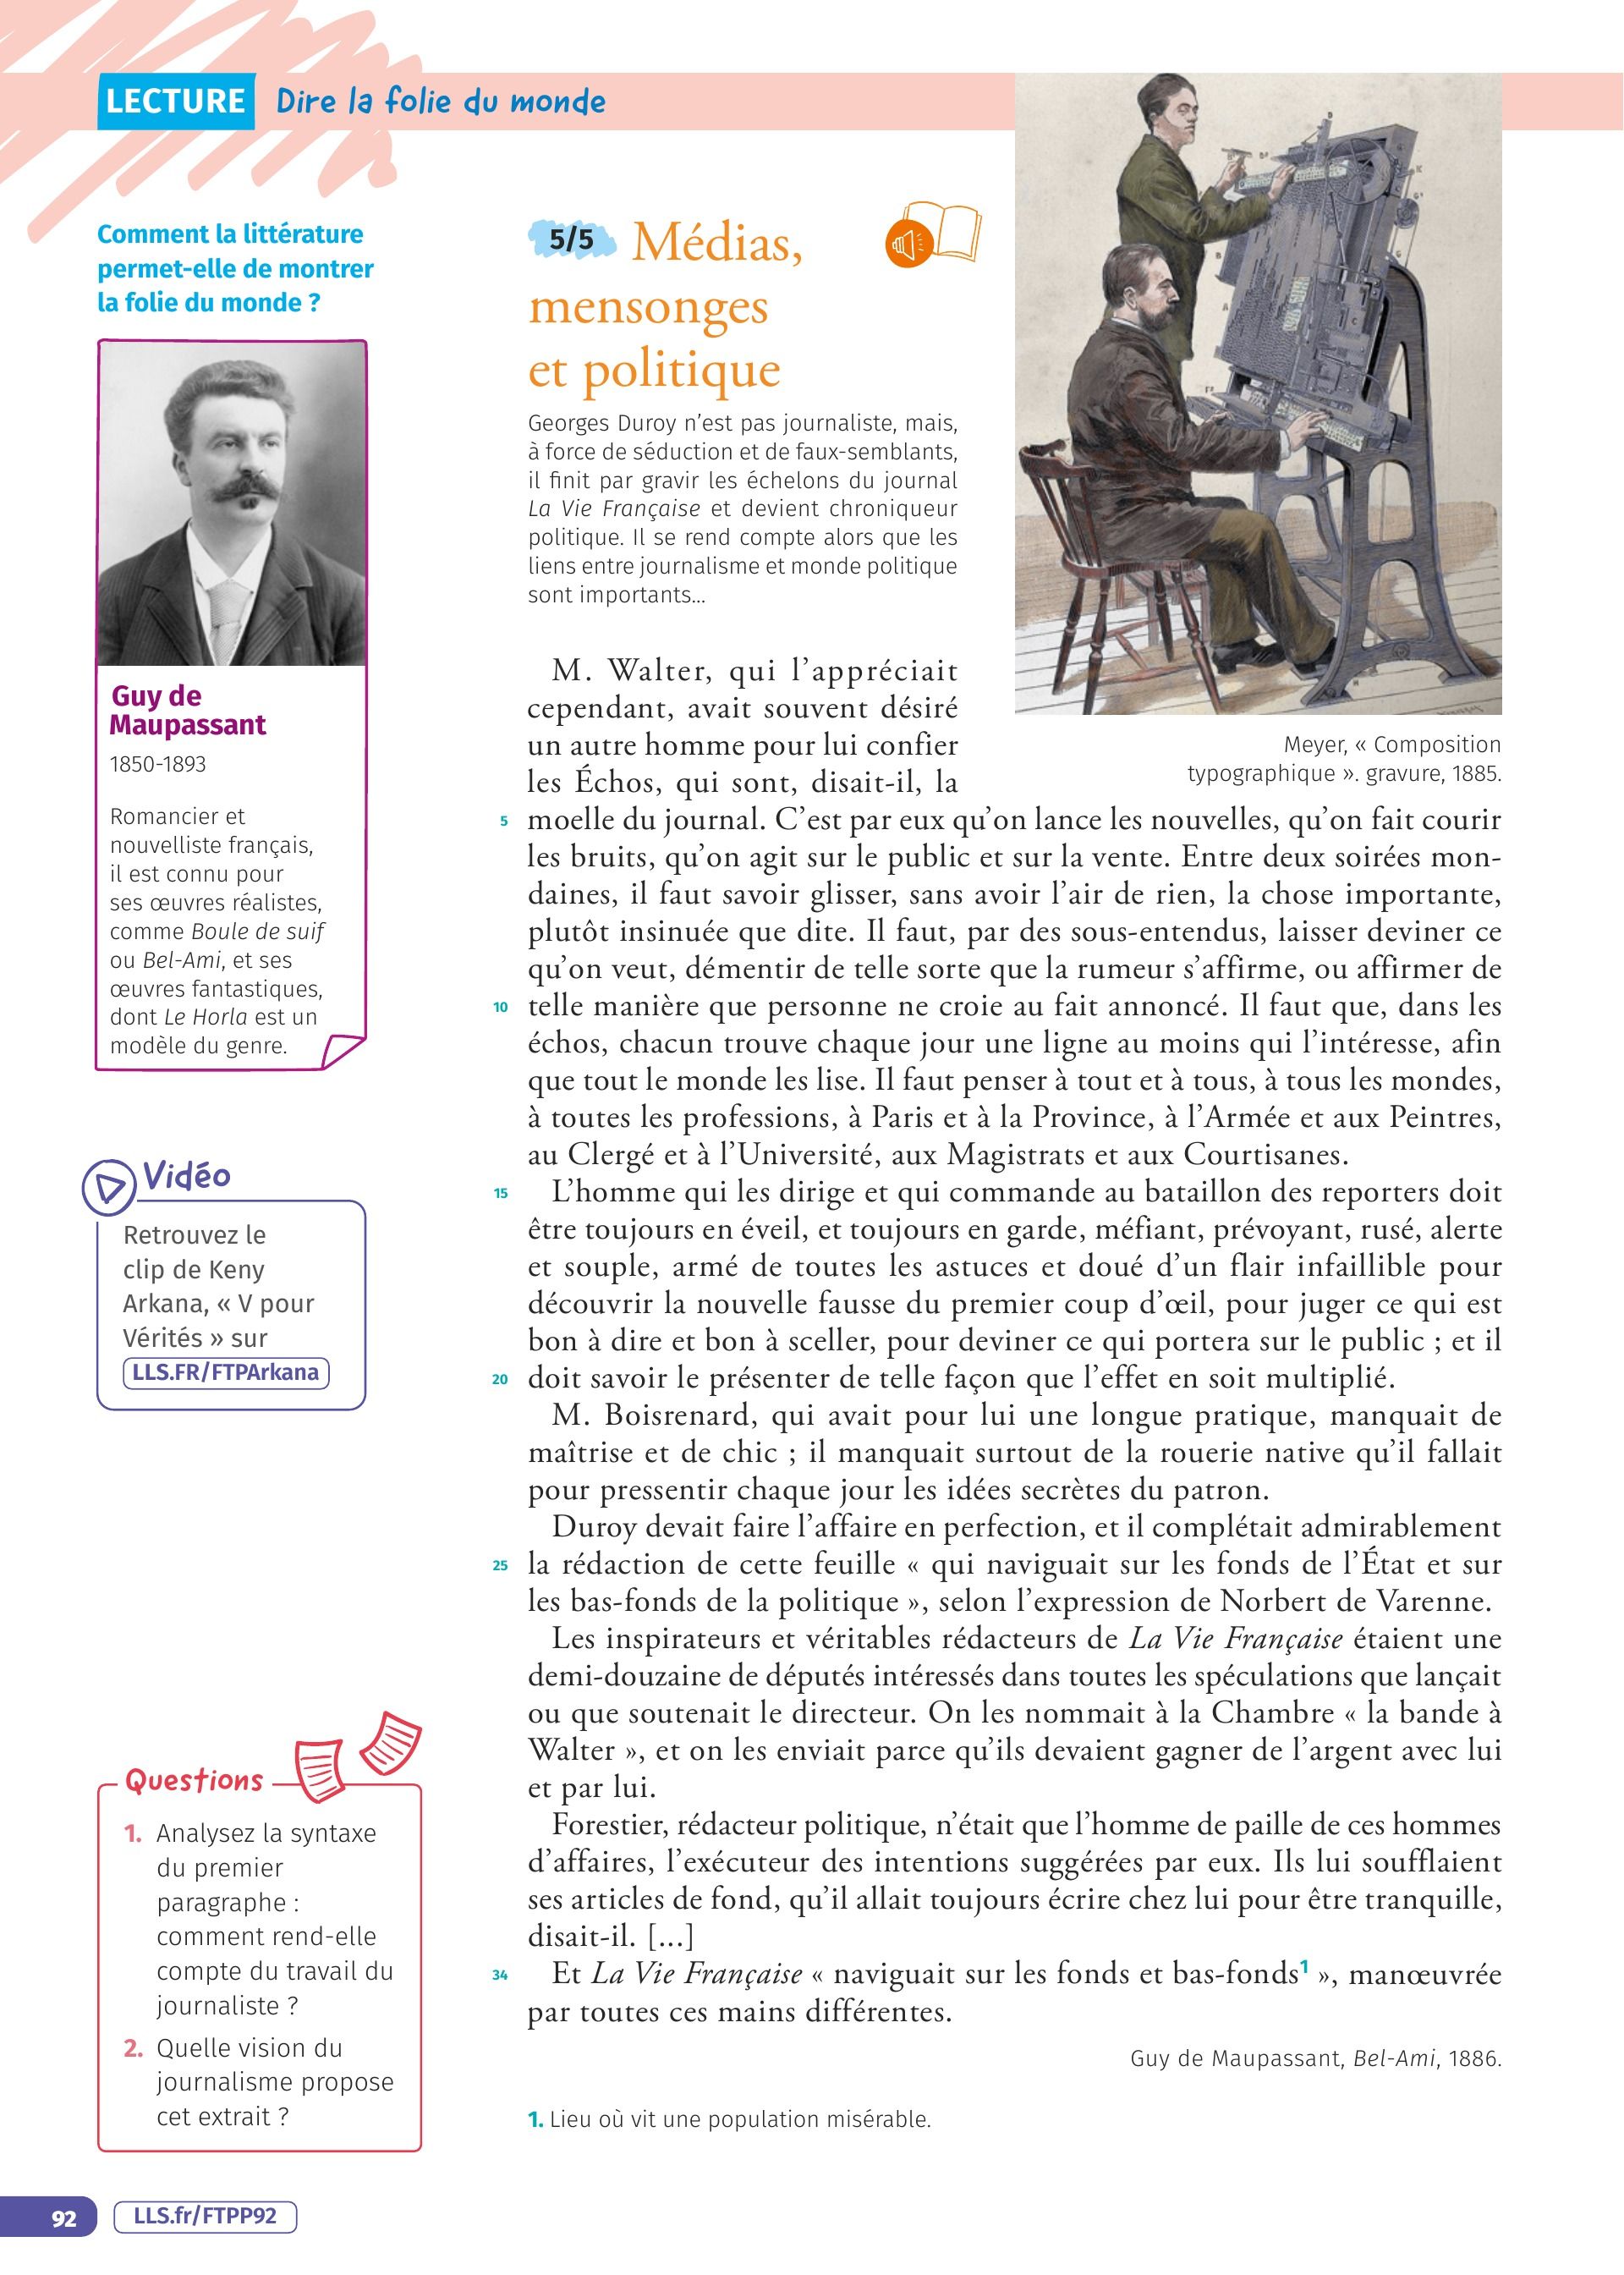 LECTURE Dire la folie du monde
Comment la littérature
permet-elle de montrer
la folie du monde ?
Guy de
Maupassant
1850-1893
Romancier et
nouvelliste français,
il est connu pour
ses œuvres réalistes,
comme Boule de suif
ou Bel-Ami, et ses
œuvres fantastiques,
dont Le Horla est un
modèle du genre.
Vidéo
Retrouvez le
clip de Keny
Arkana, « V pour
Vérités » sur
LLS.FR/FTPArkana
Questions
1. Analysez la syntaxe
du premier
paragraphe :
comment rend-elle
compte du travail du
journaliste ?
2. Quelle vision du
journalisme propose
cet extrait ?
5/5 Médias,
mensonges
et politique
Georges Duroy n'est pas journaliste, mais,
à force de séduction et de faux-semblants,
il finit par gravir les échelons du journal
La Vie Française et devient chroniqueur
politique. Il se rend compte alors que les
liens entre journalisme et monde politique
sont importants...
Meyer, « Composition
typographique ». gravure, 1885.
M. Walter, qui l'appréciait
cependant, avait souvent désiré
un autre homme pour lui confier
les Échos, qui sont, disait-il, la
5 moelle du journal. C'est par eux qu'on lance les nouvelles, qu'on fait courir
les bruits, qu'on agit sur le public et sur la vente. Entre deux soirées mon-
daines, il faut savoir glisser, sans avoir l'air de rien, la chose importante,
plutôt insinuée que dite. Il faut, par des sous-entendus, laisser deviner ce
qu'on veut, démentir de telle sorte que la rumeur s'affirme, ou affirmer de
10 telle manière que personne ne croie au fait annoncé. Il faut que, dans les
échos, chacun trouve chaque jour une ligne au moins qui l'intéresse, afin
que tout le monde les lise. Il faut penser à tout et à tous, à tous les mondes,
à toutes les professions, à Paris et à la Province, à l'Armée et aux Peintres,
au Clergé et à l'Université, aux Magistrats et aux Courtisanes.
15 L'homme qui les dirige et qui commande au bataillon des reporters doit
être toujours en éveil, et toujours en garde, méfiant, prévoyant, rusé, alerte
et souple, armé de toutes les astuces et doué d'un flair infaillible pour
découvrir la nouvelle fausse du premier coup d'œil, pour juger ce qui est
bon à dire et bon à sceller, pour deviner ce qui portera sur le public ; et il
20 doit savoir le présenter de telle façon que l'effet en soit multiplié.
M. Boisrenard, qui avait pour lui une longue pratique, manquait de
maîtrise et de chic ; il manquait surtout de la rouerie native qu'il fallait
pour pressentir chaque jour les idées secrètes du patron.
Duroy devait faire l'affaire en perfection, et il complétait admirablement
25 la rédaction de cette feuille « qui naviguait sur les fonds de l'État et sur
les bas-fonds de la politique », selon l'expression de Norbert de Varenne.
Les inspirateurs et véritables rédacteurs de La Vie Française étaient une
demi-douzaine de députés intéressés dans toutes les spéculations que lançait
ou que soutenait le directeur. On les nommait à la Chambre « la bande à
Walter », et on les enviait parce qu'ils devaient gagner de l'argent avec lui
et par lui.
Forestier, rédacteur politique, n'était que l'homme de paille de ces hommes
d'affaires, l'exécuteur des intentions suggérées par eux. Ils lui soufflaient
ses articles de fond, qu'il allait toujours écrire chez lui pour être tranquille,
disait-il. [...]
34 Et La Vie Française « naviguait sur les fonds et bas-fonds1 », manœuvrée
par toutes ces mains différentes.
Guy de Maupassant, Bel-Ami, 1886.
1. Lieu où vit une population misérable.
92 LLS.fr/FTPP92